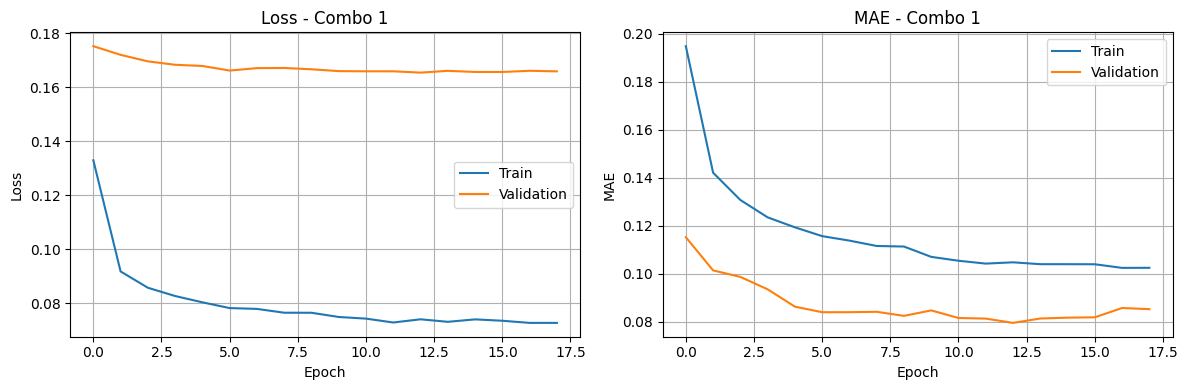 Loss - Combo 1
0.18
0.16
0.14
0.12
0.10
0.08
Loss
Train
Validation
0.0 2.5 5.0 7.5 10.0 12.5 15.0 17.5
Epoch
MAE - Combo 1
0.20
0.18
0.16
0.14
0.12
0.10
0.08
MAE
Train
Validation
0.0 2.5 5.0 7.5 10.0 12.5 15.0 17.5
Epoch